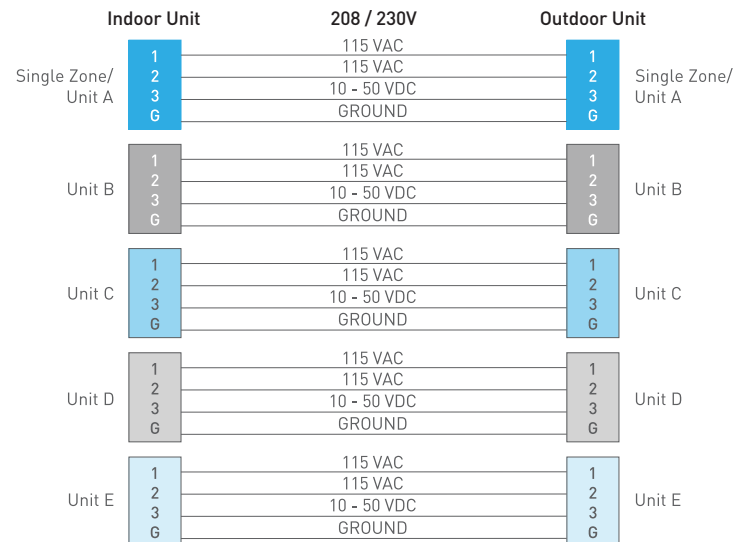 Indoor Unit 208 / 230V Outdoor Unit
Single Zone/
Unit A
1
2
3
G
115 VAC
115 VAC
10 - 50 VDC
GROUND
1
2
3
G
Single Zone/
Unit A
Unit B
1
2
3
G
115 VAC
115 VAC
10 - 50 VDC
GROUND
1
2
3
G
Unit B
Unit C
1
2
3
G
115 VAC
115 VAC
10 - 50 VDC
GROUND
1
2
3
G
Unit C
Unit D
1
2
3
G
115 VAC
115 VAC
10 - 50 VDC
GROUND
1
2
3
G
Unit D
Unit E
1
2
3
G
115 VAC
115 VAC
10 - 50 VDC
GROUND
1
2
3
G
Unit E